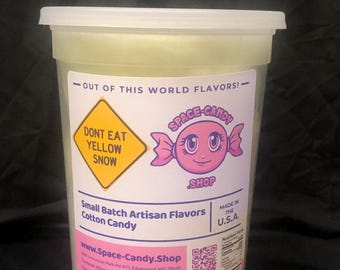 OUT OF THIS WORLD FLAVORS!
DONT EAT
YELLOW
SNOW
SPACE-CANDY
SHOP
Small Batch Artisan Flavors
Cotton Candy
MADE IN
THE
U.S.A.
www.Space-Candy.Shop